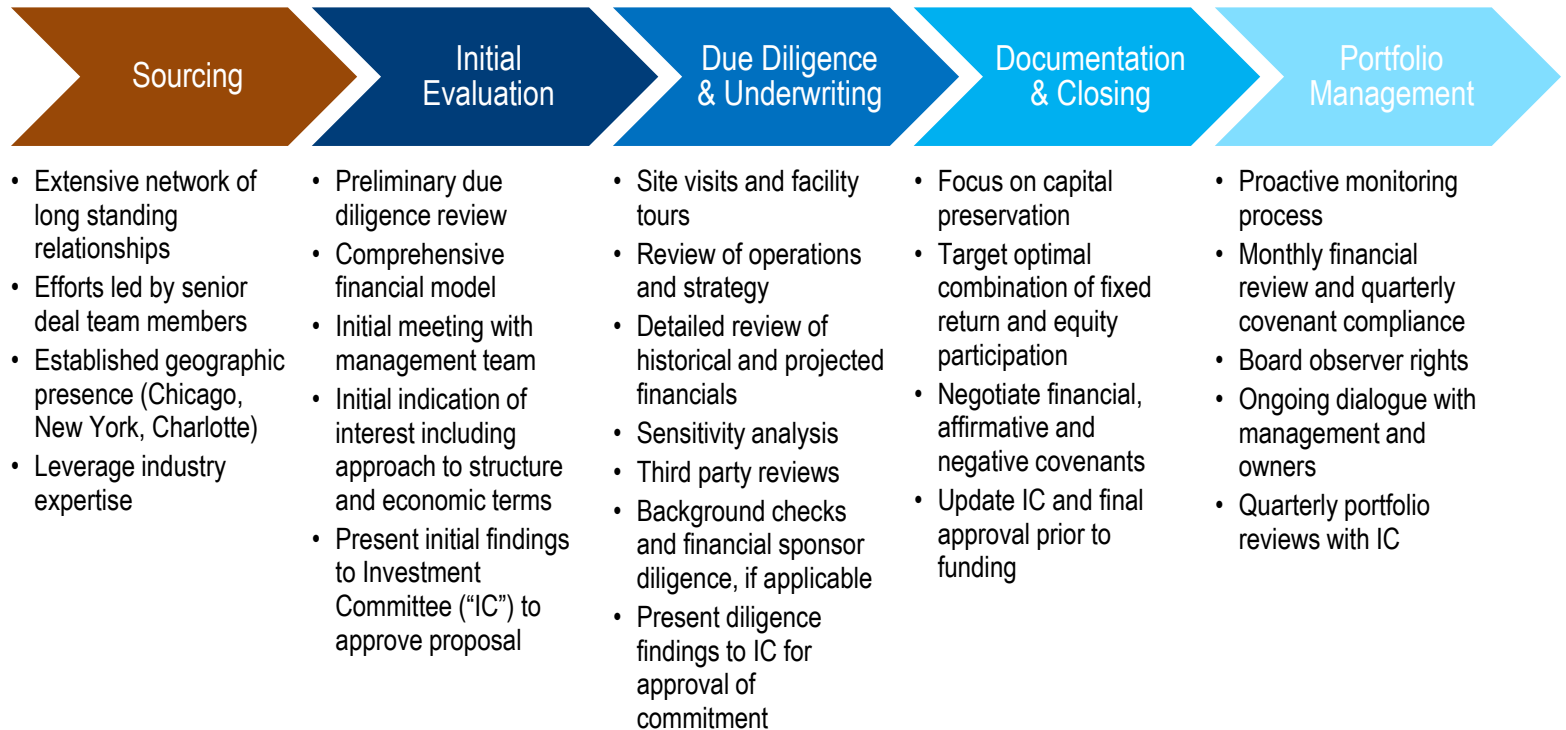 Sourcing
Initial
Evaluation
Due Diligence
& Underwriting
Documentation
& Closing
Portfolio
Management
• Extensive network of
long standing
relationships
• Efforts led by senior
deal team members
• Established geographic
presence (Chicago,
New York, Charlotte)
• Leverage industry
expertise
• Preliminary due
diligence review
• Comprehensive
financial model
• Initial meeting with
management team
• Initial indication of
interest including
approach to structure
and economic terms
• Present initial findings
to Investment
Committee (“IC”) to
approve proposal
• Site visits and facility
tours
• Review of operations
and strategy
• Detailed review of
historical and projected
financials
• Sensitivity analysis
• Third party reviews
• Background checks
and financial sponsor
diligence, if applicable
• Present diligence
findings to IC for
approval of
commitment
• Focus on capital
preservation
• Target optimal
combination of fixed
return and equity
participation
• Negotiate financial,
affirmative and
negative covenants
• Update IC and final
approval prior to
funding
• Proactive monitoring
process
• Monthly financial
review and quarterly
covenant compliance
• Board observer rights
• Ongoing dialogue with
management and
owners
• Quarterly portfolio
reviews with IC